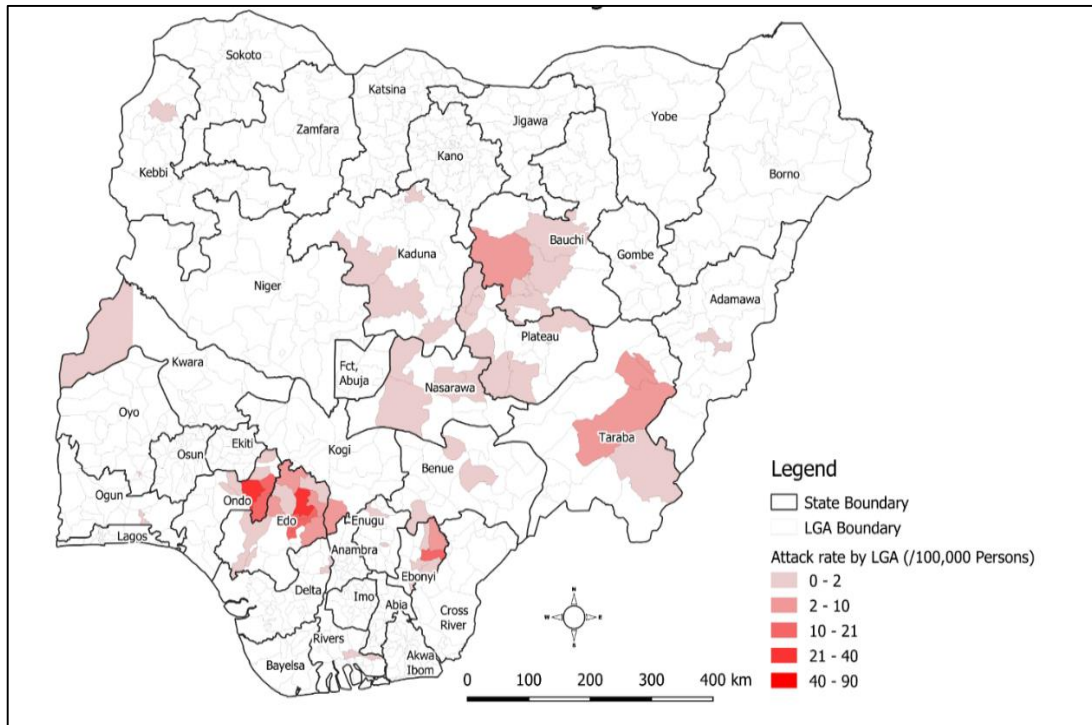 Sokoto
Katsina
Yobe
Jigawa
Zamfara
Kano
Borno
Kebbi
Bauchi
Kaduna
Gombe
Niger
Adamawa
Plateau
Kwara
Fct,
Abuja
Nasarawa
Oyo
Taraba
Ekiti
Kogi
Osun
Benue
Ogun
Ondo
Edo
Enugu
Lagos
Anambra
Ebonyi
Delta
Imo
Abia
Cross
River
Rivers
Bayelsa
Akwa
Ibom
N
W
E
S
0 100 200 300 400 km
Legend
State Boundary
LGA Boundary
Attack rate by LGA (/100,000 Persons)
0 - 2
2 - 10
10 - 21
21 - 40
40 - 90